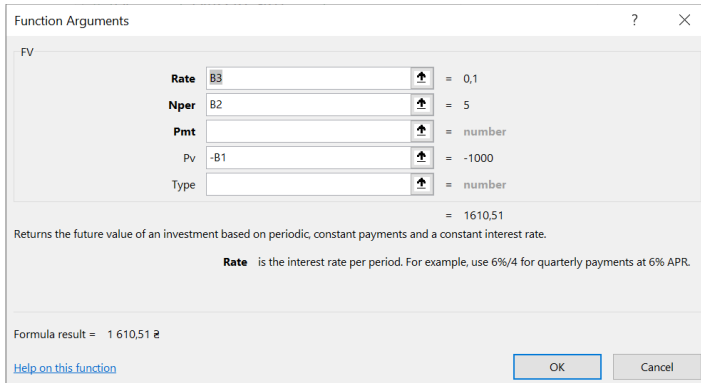 Function Arguments ? ×
FV
Rate B3 = 0,1
Nper B2 = 5
Pmt = number
Pv -B1 = -1000
Type = number
= 1610,51
Returns the future value of an investment based on periodic, constant payments and a constant interest rate.
Rate is the interest rate per period. For example, use 6%/4 for quarterly payments at 6% APR.
Formula result = 1 610,51 ₴
Help on this function OK Cancel